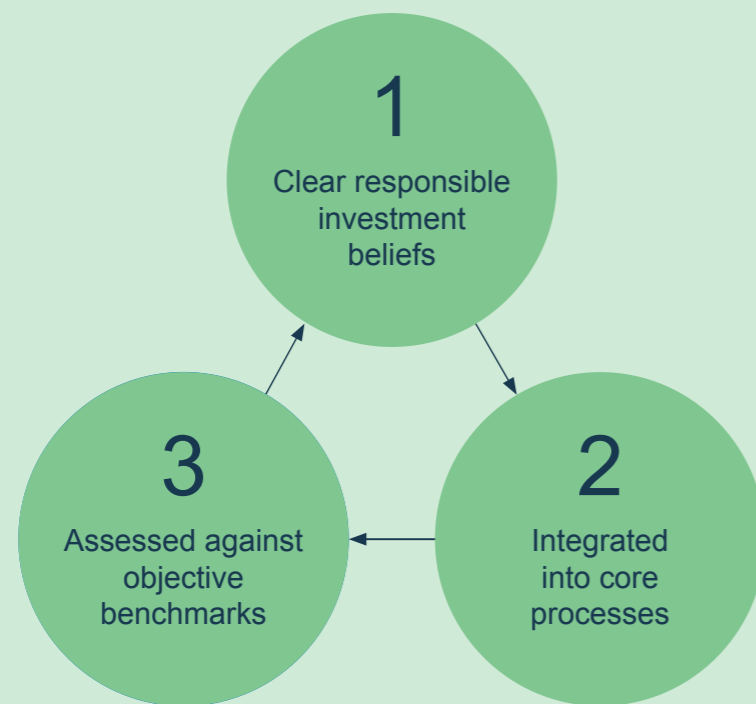 1
Clear responsible
investment
beliefs
3
Assessed against
objective
benchmarks
2
Integrated
into core
processes